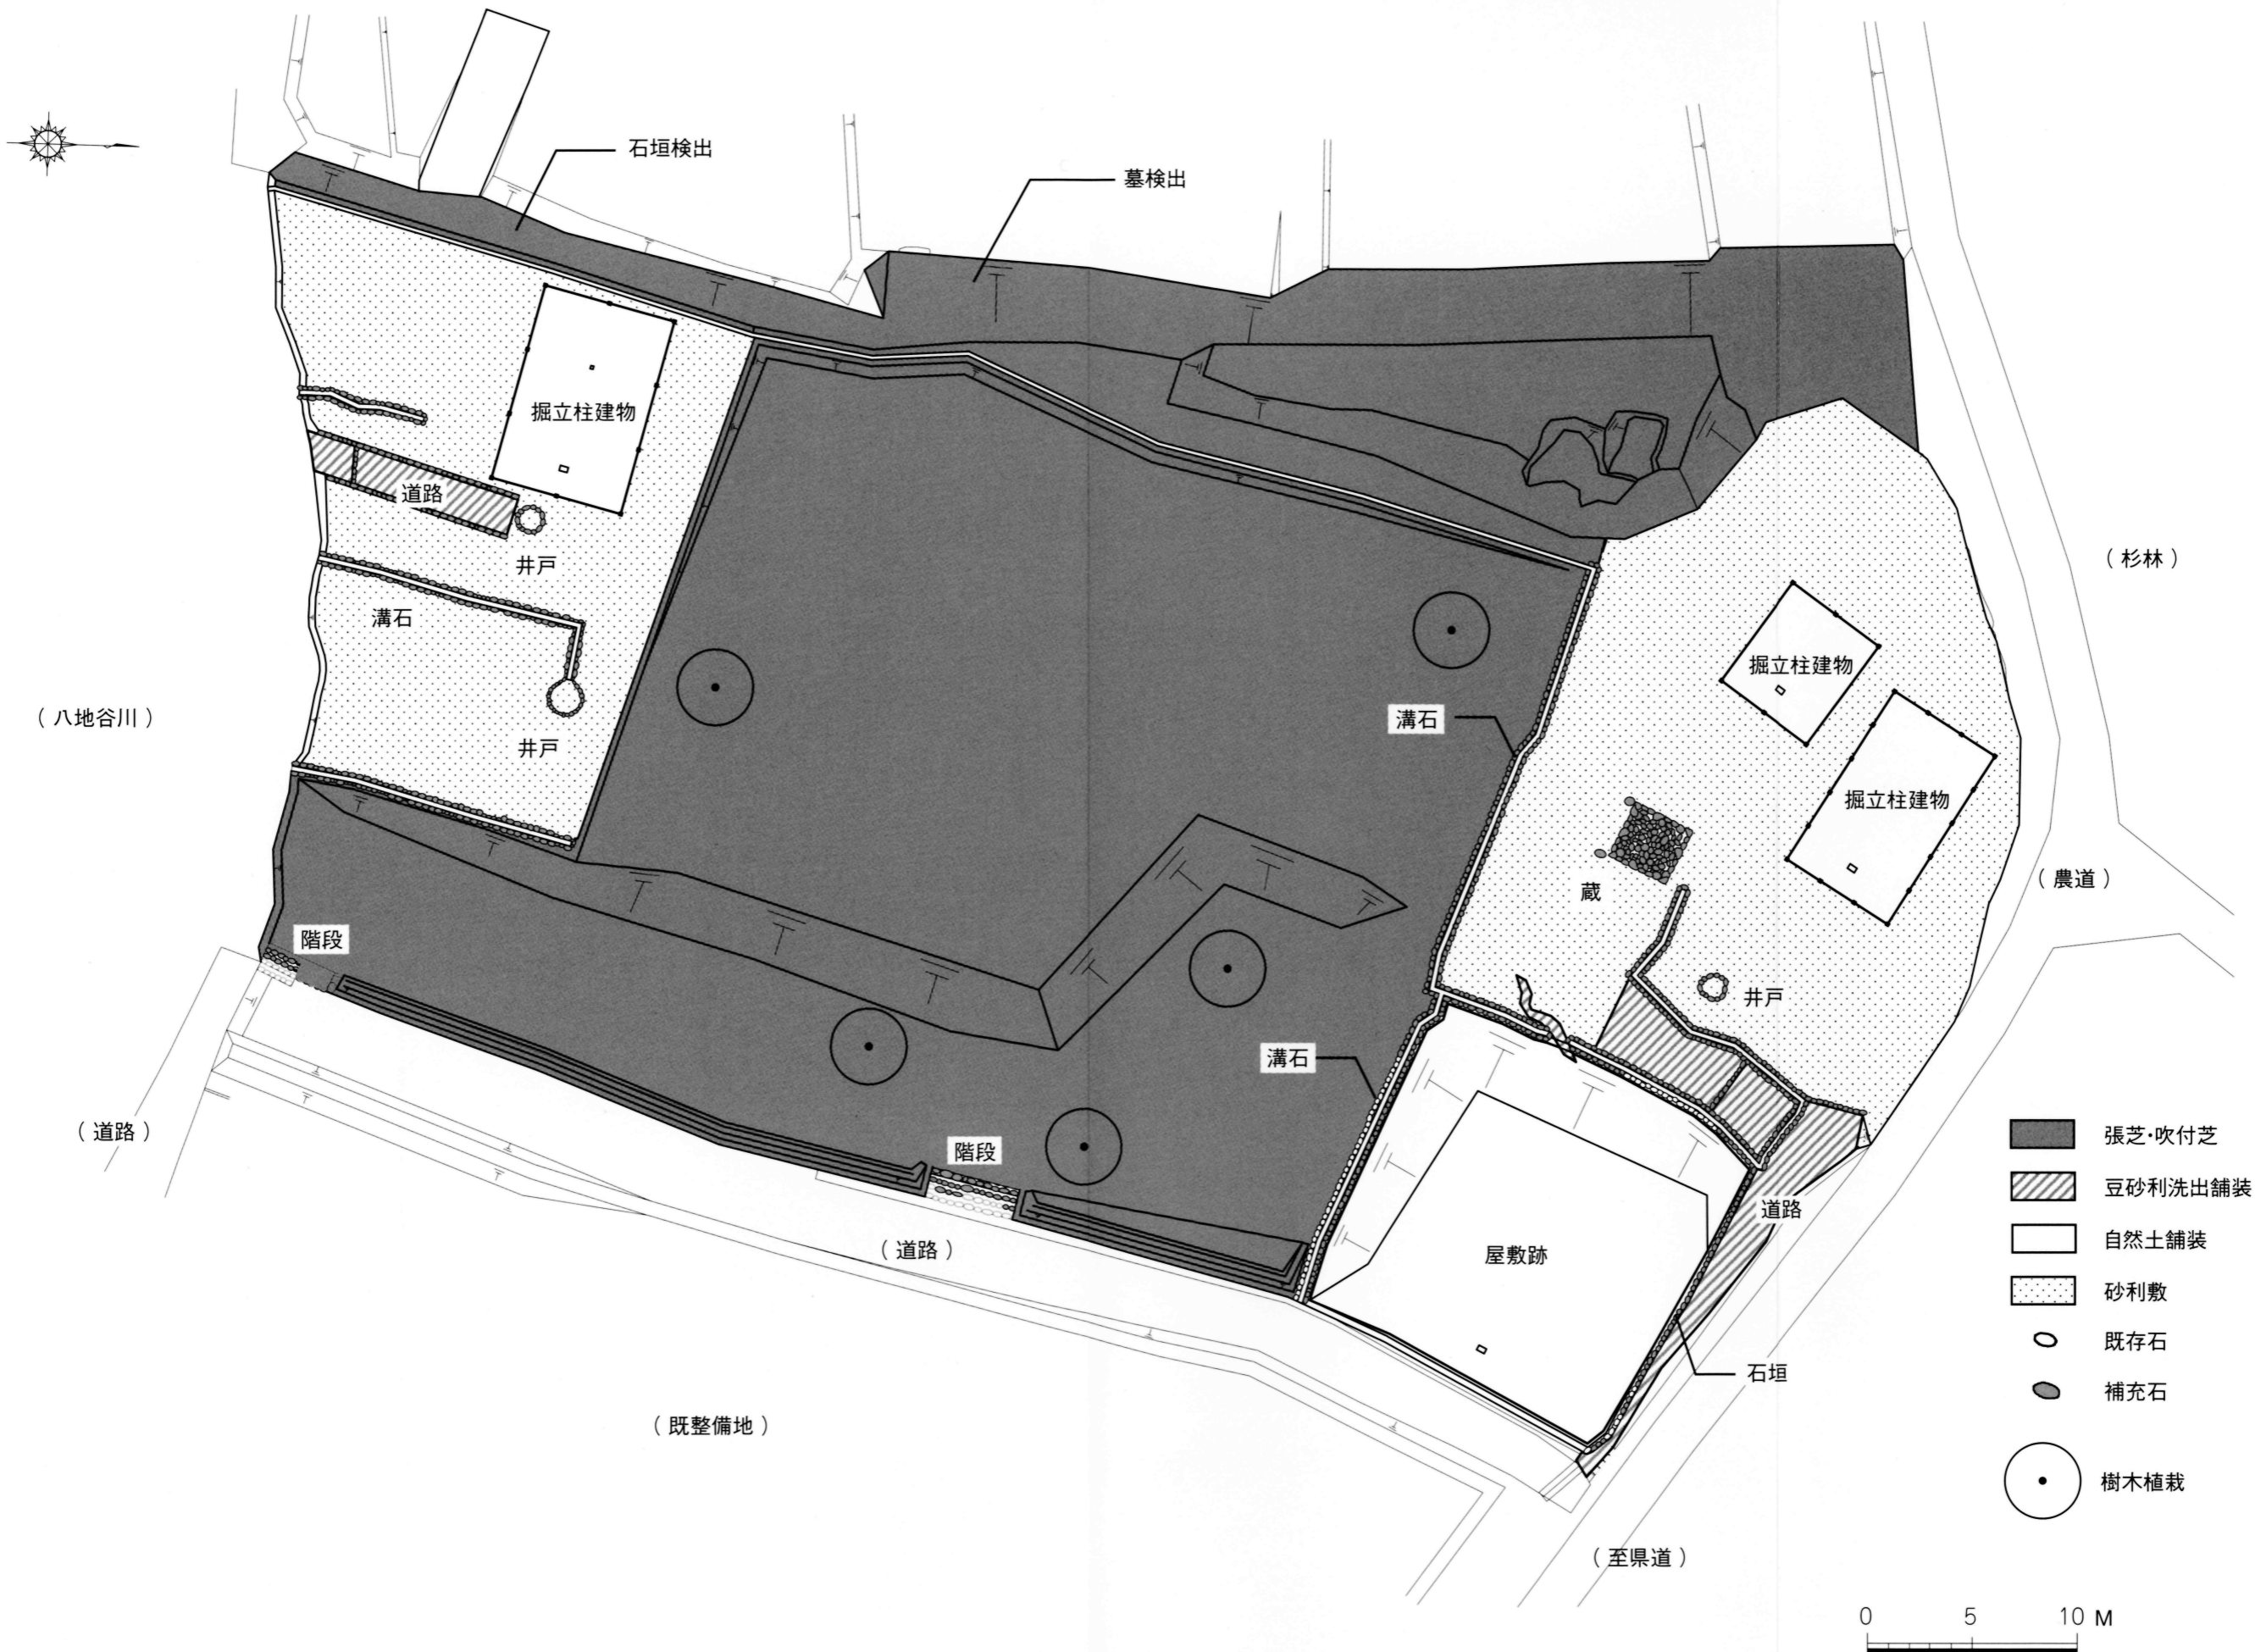 石垣検出
墓検出
掘立柱建物
道路
井戸
溝石
井戸
（八地谷川）
（杉林）
掘立柱建物
溝石
掘立柱建物
蔵
（農道）
階段
井戸
溝石
（道路）
階段
道路
（道路）
屋敷跡
石垣
（既整備地）
（至県道）
張芝・吹付芝
豆砂利洗出舗装
自然土舗装
砂利敷
既存石
補充石
樹木植栽
0 5 10 M